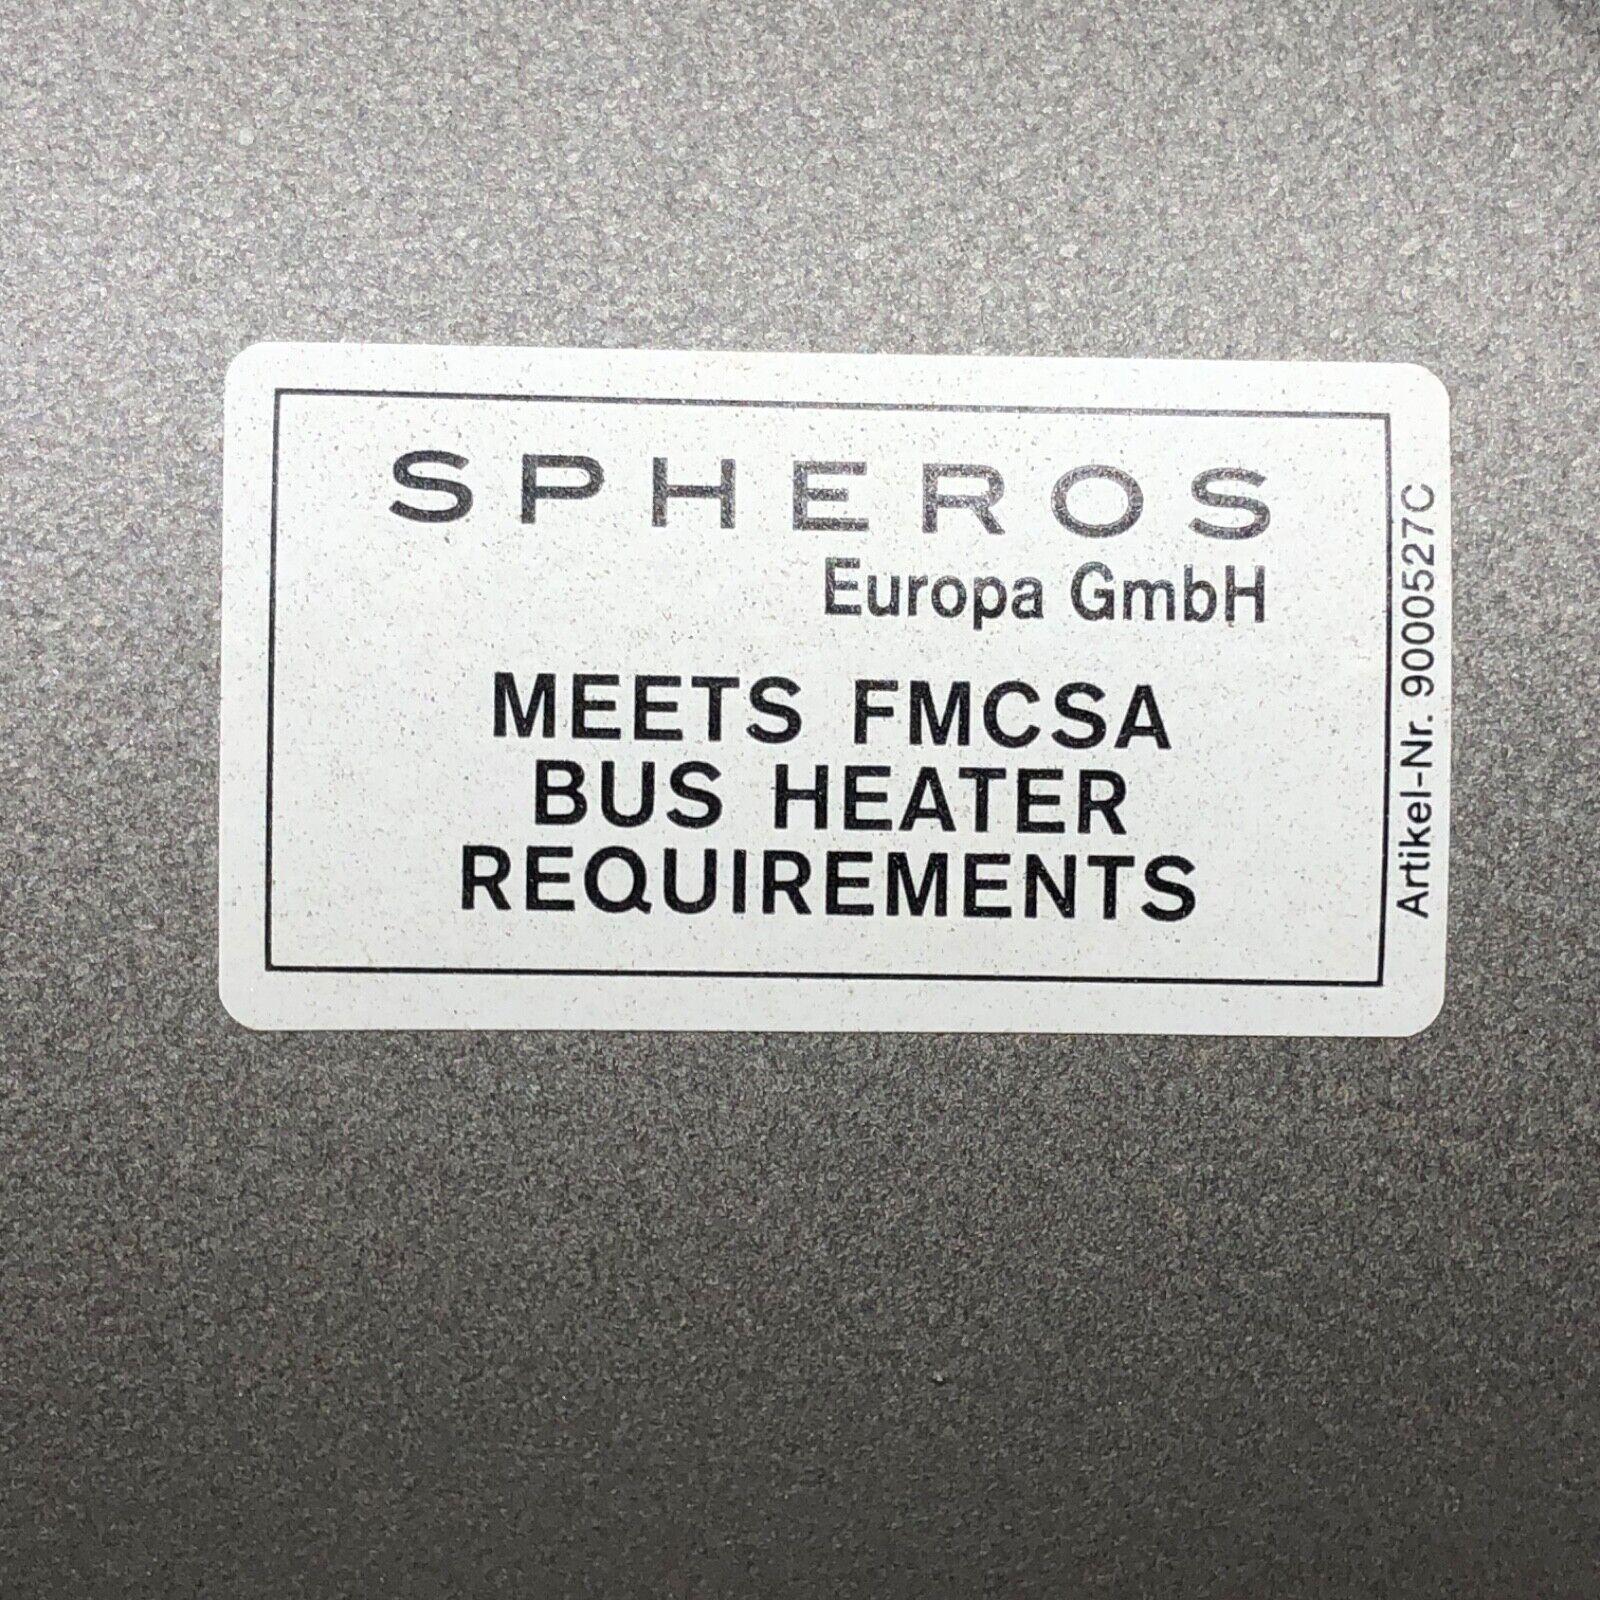 SPHEROS
Europa GmbH
MEETS FMCSA
BUS HEATER
REQUIREMENTS
Artikel-Nr. 9000527C